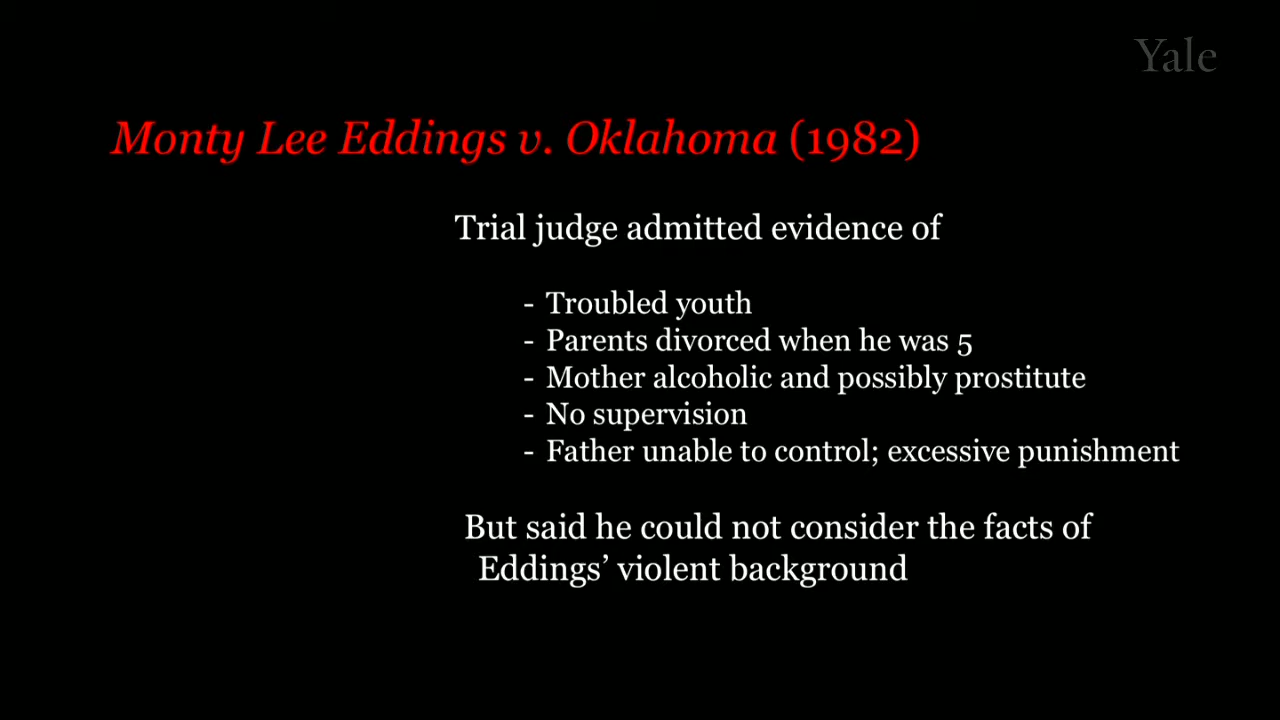 Yale
Monty Lee Eddings v. Oklahoma (1982)
Trial judge admitted evidence of
- Troubled youth
- Parents divorced when he was 5
- Mother alcoholic and possibly prostitute
- No supervision
- Father unable to control; excessive punishment
But said he could not consider the facts of
Eddings’ violent background